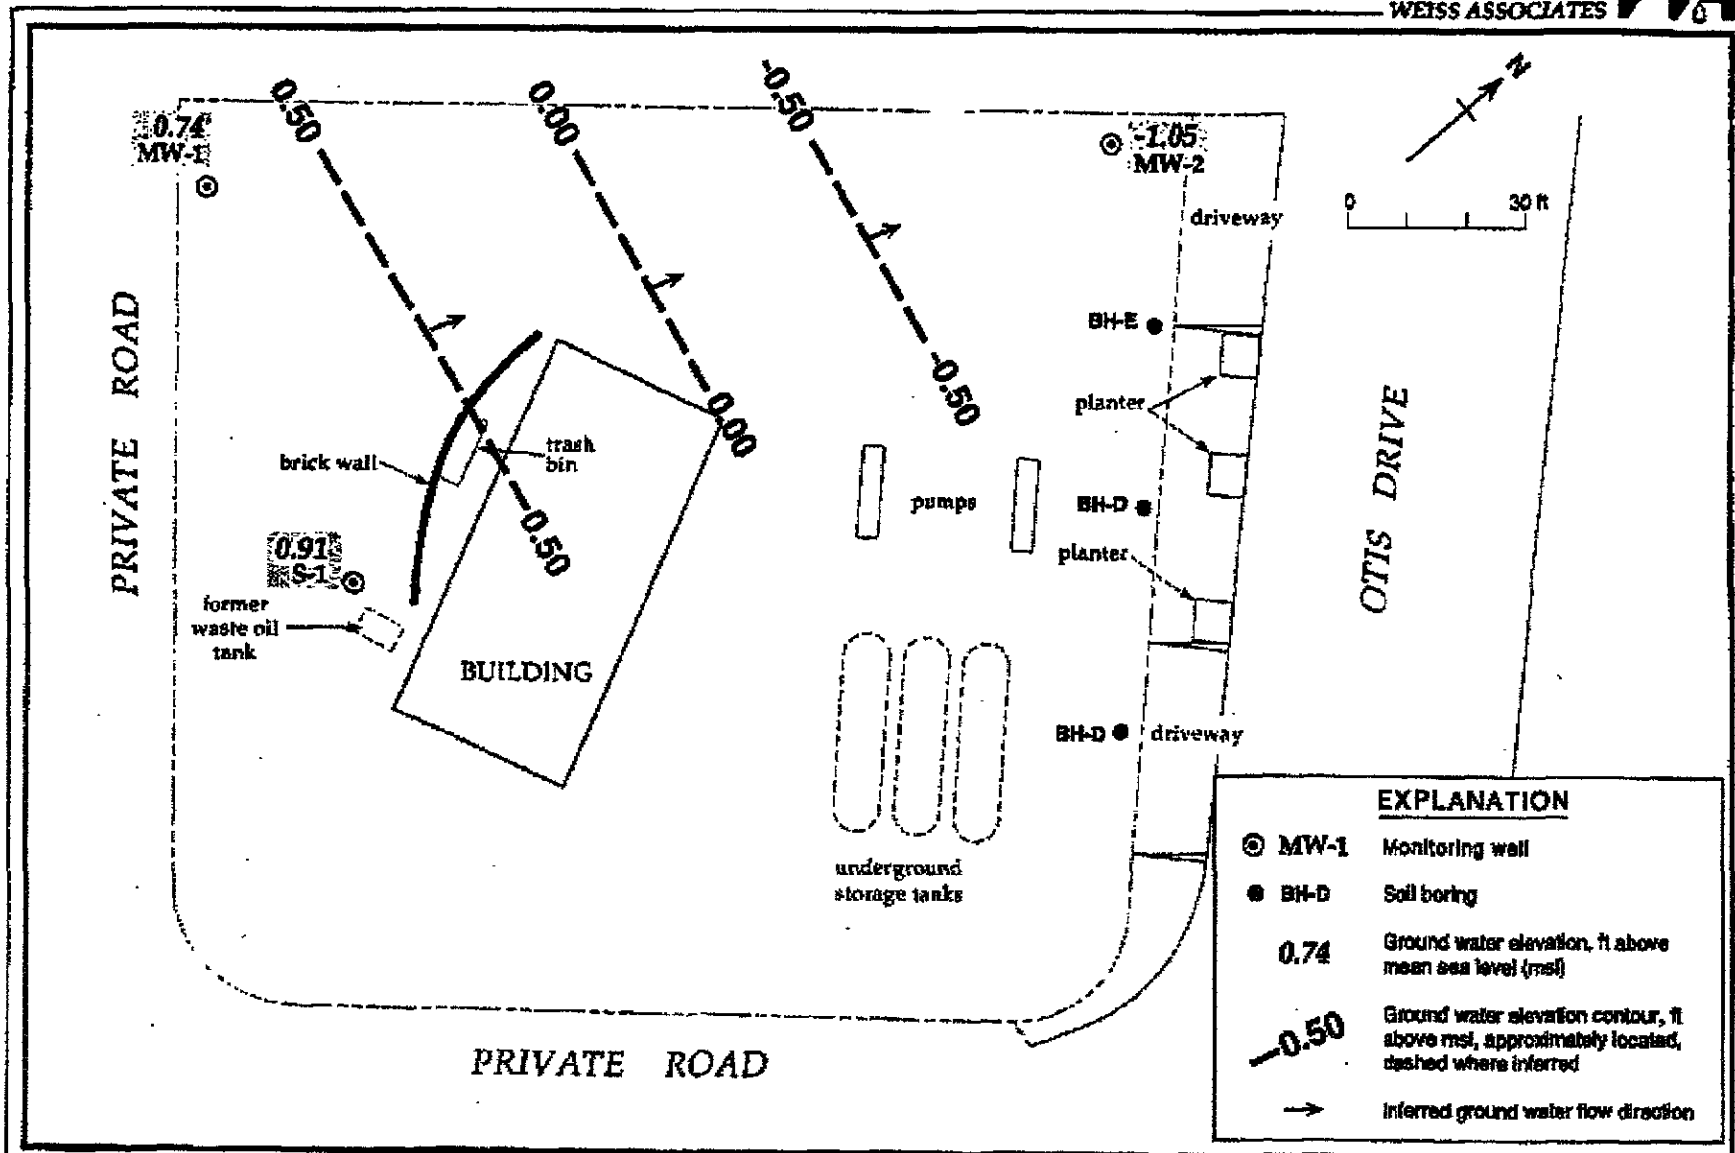 WEISS ASSOCIATES
0.50
0.00
-0.50
N
0.74
MW-1
-1.05
MW-2
0 30 ft
driveway
PRIVATE ROAD
BH-E
planter
-0.50
0.00
OTIS DRIVE
brick wall
trash
bin
pumps
BH-D
0.50
planter
0.91
S-1
former
waste oil
tank
BUILDING
BH-D
driveway
underground
storage tanks
PRIVATE ROAD
EXPLANATION
MW-1 Monitoring well
BH-D Soil boring
0.74 Ground water elevation, ft above
mean sea level (msl)
0.50 Ground water elevation contour, ft
above msl, approximately located,
dashed where inferred
Inferred ground water flow direction